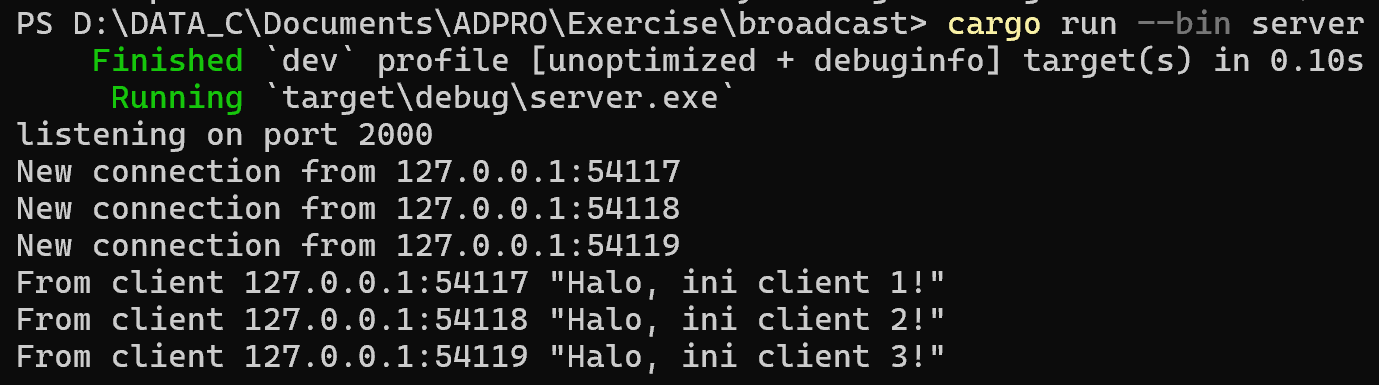 PS D:\DATA_C\Documents\ADPRO\Exercise\broadcast> cargo run --bin server
Finished `dev` profile [unoptimized + debuginfo] target(s) in 0.10s
Running `target\debug\server.exe`
listening on port 2000
New connection from 127.0.0.1:54117
New connection from 127.0.0.1:54118
New connection from 127.0.0.1:54119
From client 127.0.0.1:54117 "Halo, ini client 1!"
From client 127.0.0.1:54118 "Halo, ini client 2!"
From client 127.0.0.1:54119 "Halo, ini client 3!"